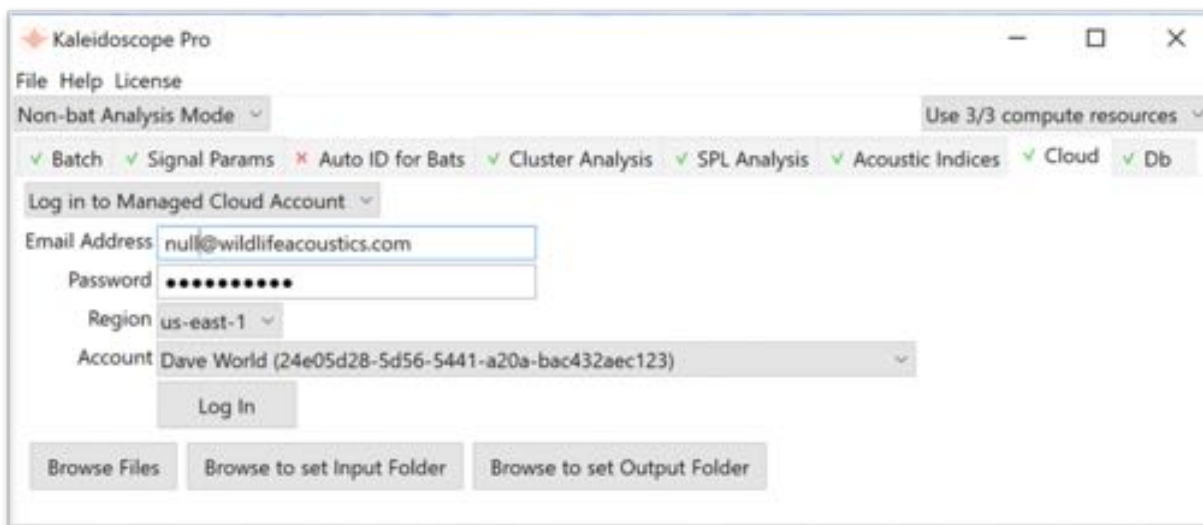 Kaleidoscope Pro
File Help License
Non-bat Analysis Mode Use 3/3 compute resources
Batch Signal Params Auto ID for Bats Cluster Analysis SPL Analysis Acoustic Indices Cloud Db
Log in to Managed Cloud Account
Email Address null@wildlifeacoustics.com
Password ••••••••••
Region us-east-1
Account Dave World (24e05d28-5d56-5441-a20a-bac432aec123)
Log In
Browse Files Browse to set Input Folder Browse to set Output Folder